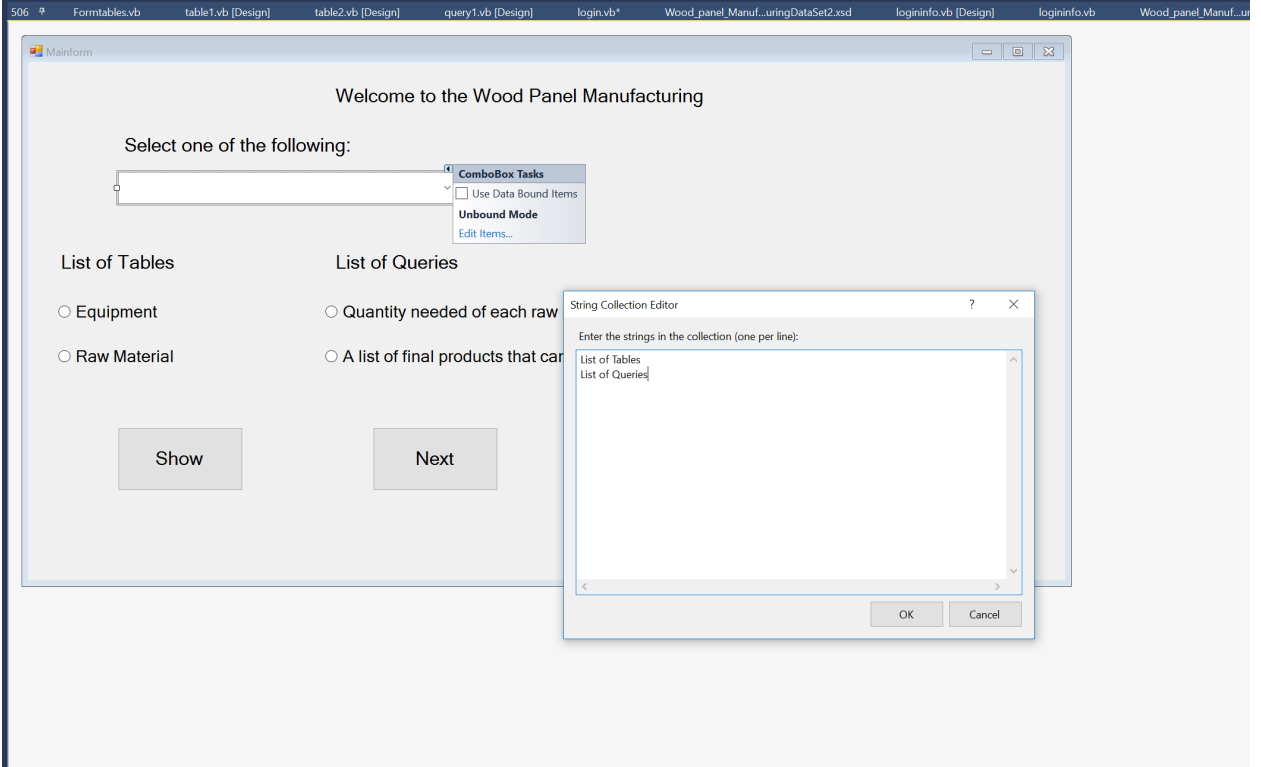 506 Formtables.vb table1.vb [Design] table2.vb [Design] query1.vb [Design] login.vb* Wood_panel_Manuf...uringDataSet2.xsd logininfo.vb [Design] logininfo.vb Wood_panel_Manuf...ur
Mainform
Welcome to the Wood Panel Manufacturing
Select one of the following:
ComboBox Tasks
Use Data Bound Items
Unbound Mode
Edit Items...
List of Tables List of Queries
Equipment Quantity needed of each raw
Raw Material A list of final products that can
Show Next
String Collection Editor ?
Enter the strings in the collection (one per line):
List of Tables
List of Queries
OK Cancel